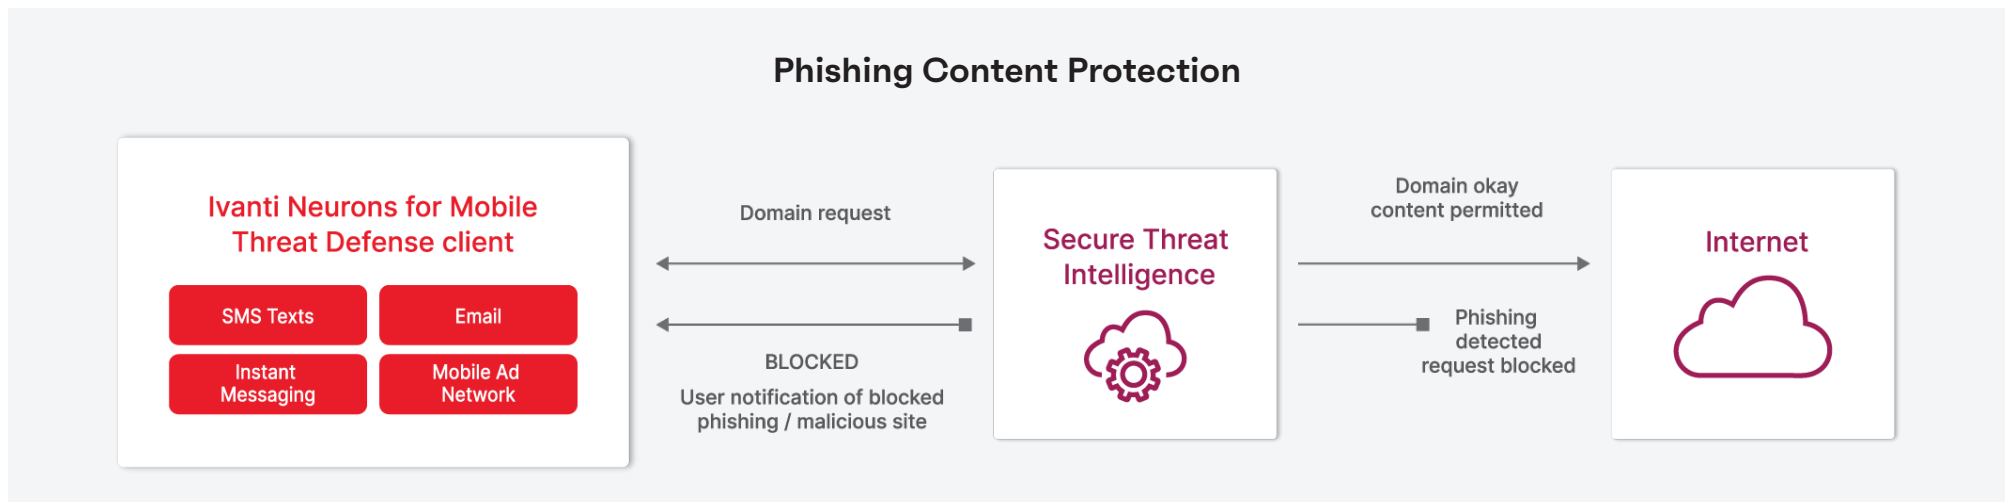 Phishing Content Protection
Ivanti Neurons for Mobile
Threat Defense client
SMS Texts
Email
Instant
Messaging
Mobile Ad
Network
Domain request
BLOCKED
User notification of blocked
phishing / malicious site
Secure Threat
Intelligence
Domain okay
content permitted
Phishing
detected
request blocked
Internet